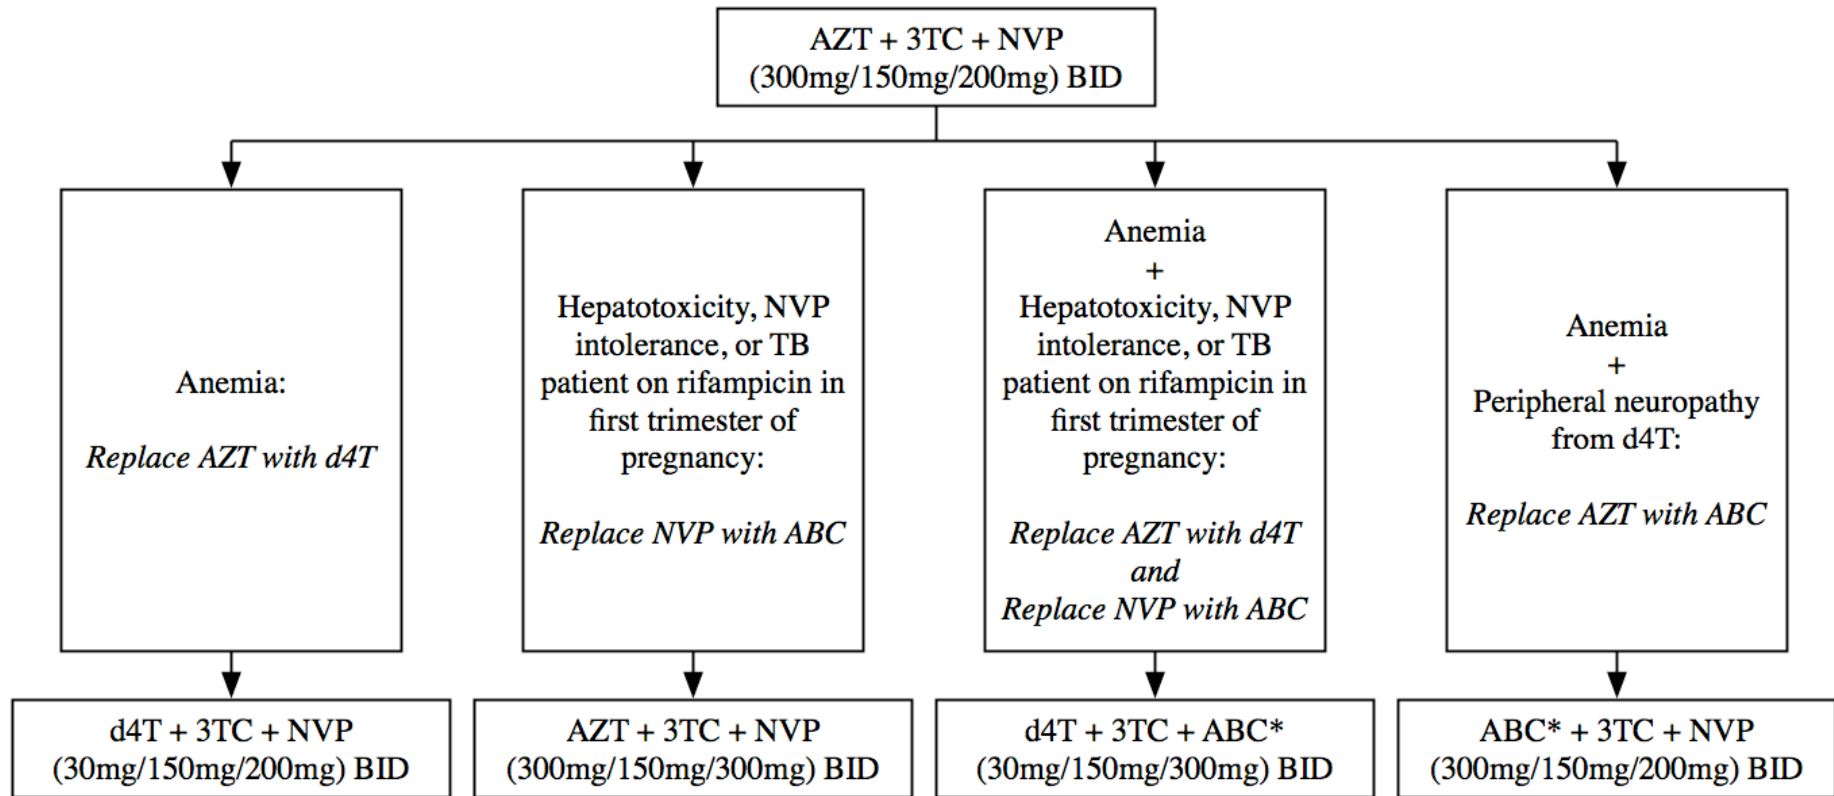 AZT + 3TC + NVP
(300mg/150mg/200mg) BID
Anemia:
Replace AZT with d4T
Hepatotoxicity, NVP
intolerance, or TB
patient on rifampicin in
first trimester of
pregnancy:
Replace NVP with ABC
Anemia
+
Hepatotoxicity, NVP
intolerance, or TB
patient on rifampicin in
first trimester of
pregnancy:
Replace AZT with d4T
and
Replace NVP with ABC
Anemia
+
Peripheral neuropathy
from d4T:
Replace AZT with ABC
d4T + 3TC + NVP
(30mg/150mg/200mg) BID
AZT + 3TC + NVP
(300mg/150mg/300mg) BID
d4T + 3TC + ABC*
(30mg/150mg/300mg) BID
ABC* + 3TC + NVP
(300mg/150mg/200mg) BID